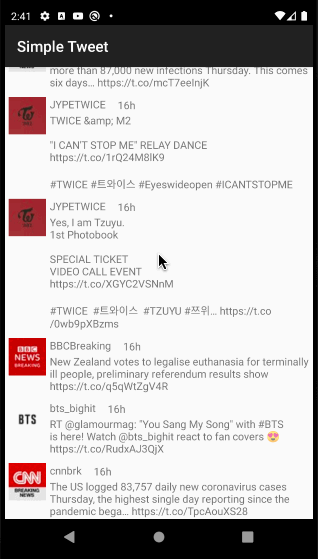 2:41
Simple Tweet
more than 87,000 new infections Thursday. This comes
six days… https://t.co/mcT7eeInjK
JYPETWICE 16h
TWICE &amp; M2
"I CAN'T STOP ME" RELAY DANCE
https://t.co/1rQ24M8lK9
#TWICE #트와이스 #Eyeswideopen #ICANTSTOPME
JYPETWICE 16h
Yes, I am Tzuyu.
1st Photobook
SPECIAL TICKET
VIDEO CALL EVENT
https://t.co/XGYC2VSNnM
#TWICE #트와이스 #TZUYU #쯔위… https://t.co
/0wb9pXBzms
BBC
NEWS
BREAKING
BBCBreaking 16h
New Zealand votes to legalise euthanasia for terminally
ill people, preliminary referendum results show
https://t.co/q5qWtZgV4R
BTS
bts_bighit 16h
RT @glamourmag: "You Sang My Song" with #BTS
is here! Watch @bts_bighit react to fan covers 😍
https://t.co/RudxAJ3QjX
CNN
BREAKING
NEWS
cnnbrk 16h
The US logged 83,757 daily new coronavirus cases
Thursday, the highest single day reporting since the
pandemic bega… https://t.co/TpcAouXS28